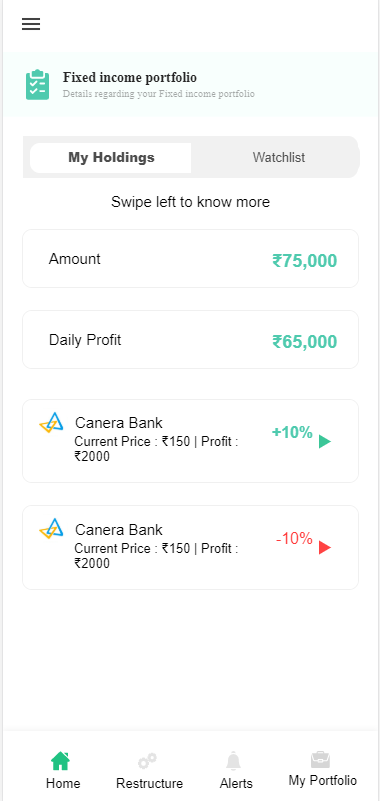 Fixed income portfolio
Details regarding your Fixed income portfolio
My Holdings Watchlist
Swipe left to know more
Amount ₹75,000
Daily Profit ₹65,000
Canera Bank +10%
Current Price : ₹150 | Profit :
₹2000
Canera Bank -10%
Current Price : ₹150 | Profit :
₹2000
Home Restructure Alerts My Portfolio